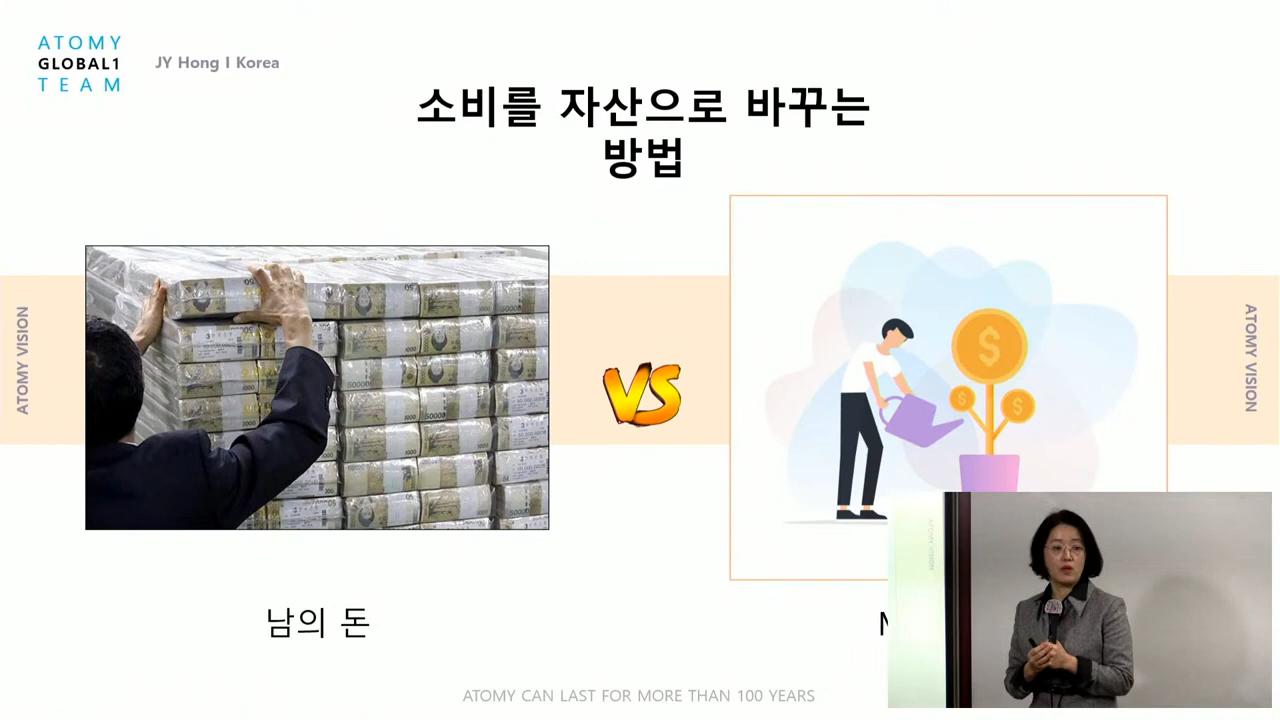 ATOMY
GLOBAL1
TEAM
JY Hong I Korea
소비를 자산으로 바꾸는
방법
ATOMY VISION
VS
ATOMY VISION
남의 돈
ATOMY CAN LAST FOR MORE THAN 100 YEARS